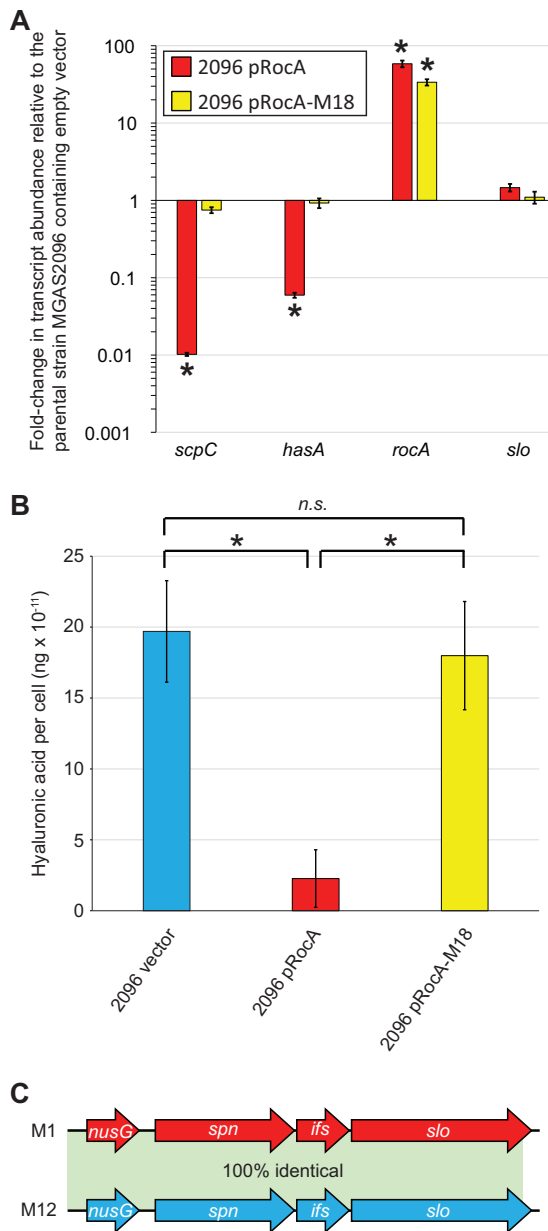 A
Fold-change in transcript abundance relative to the
parental strain MGAS2096 containing empty vector
100
10
1
0.1
0.01
0.001
2096 pRocA
2096 pRocA-M18
*
*
*
*
scpC hasA rocA slo
B
n.s.
* *
Hyaluronic acid per cell (ng x 10⁻¹¹)
25
20
15
10
5
0
2096 vector
2096 pRocA
2096 pRocA-M18
C
M1 nusG spn ifs slo
100% identical
M12 nusG spn ifs slo